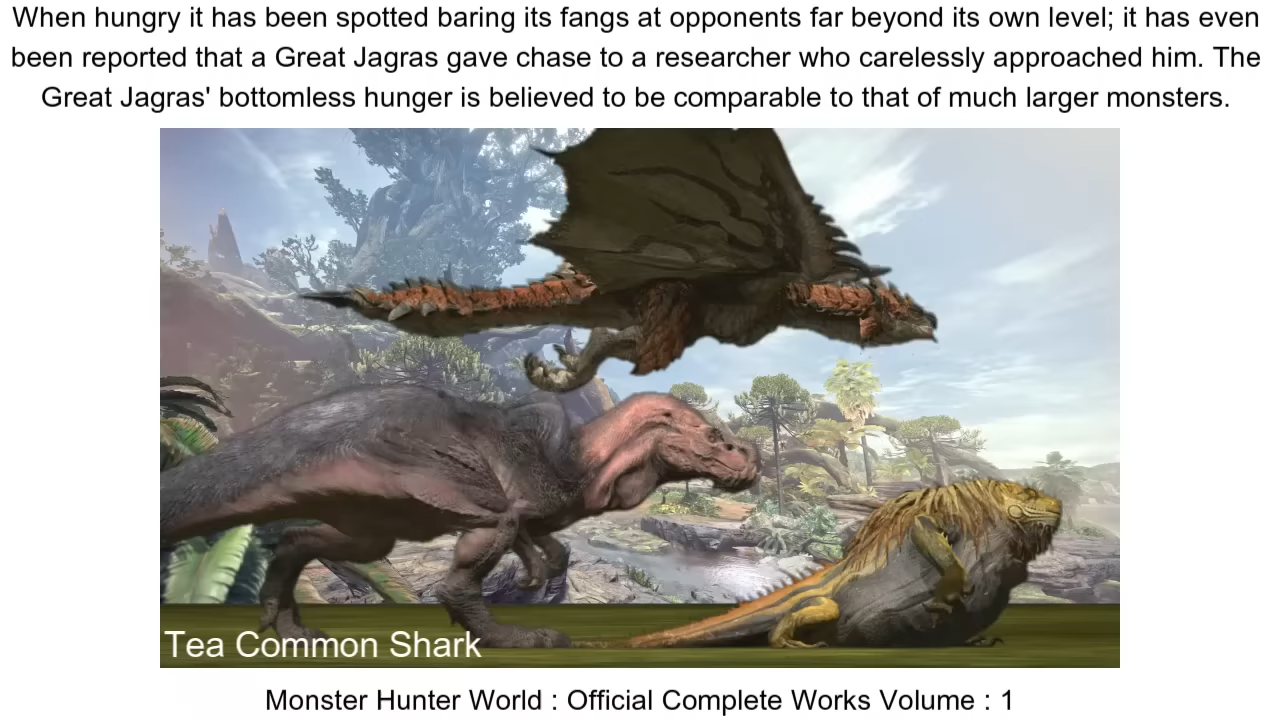 When hungry it has been spotted baring its fangs at opponents far beyond its own level; it has even
been reported that a Great Jagras gave chase to a researcher who carelessly approached him. The
Great Jagras' bottomless hunger is believed to be comparable to that of much larger monsters.
Tea Common Shark
Monster Hunter World : Official Complete Works Volume : 1